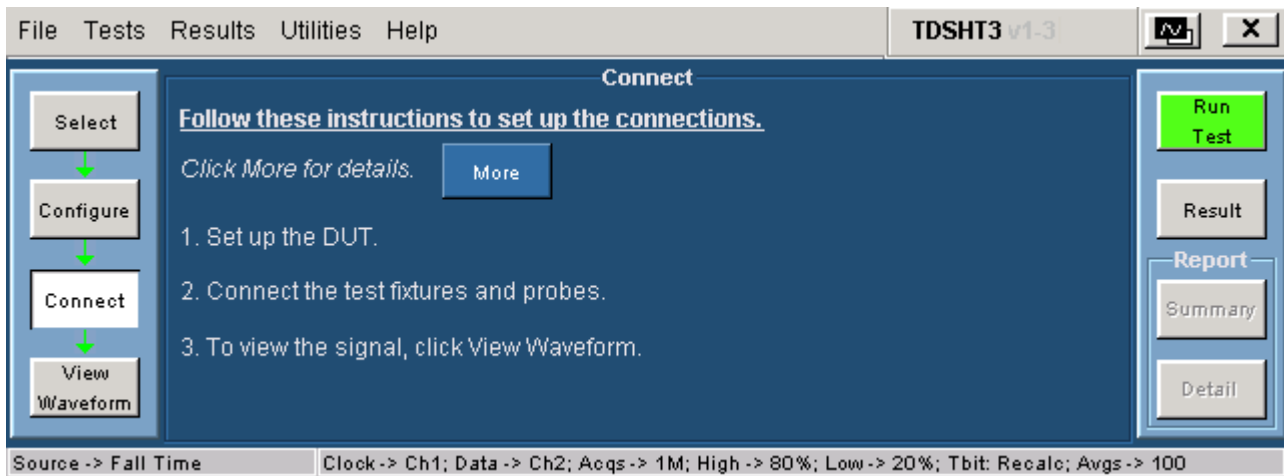 File Tests Results Utilities Help TDSHT3 v1-3
Connect
Select
Configure
Connect
View
Waveform
Follow these instructions to set up the connections.
Click More for details. More
1. Set up the DUT.
2. Connect the test fixtures and probes.
3. To view the signal, click View Waveform.
Run
Test
Result
Report
Summary
Detail
Source -> Fall Time Clock-> Ch1; Data -> Ch2; Acqs-> 1M; High -> 80%; Low-> 20%; Tbit: Recalc; Avgs-> 100